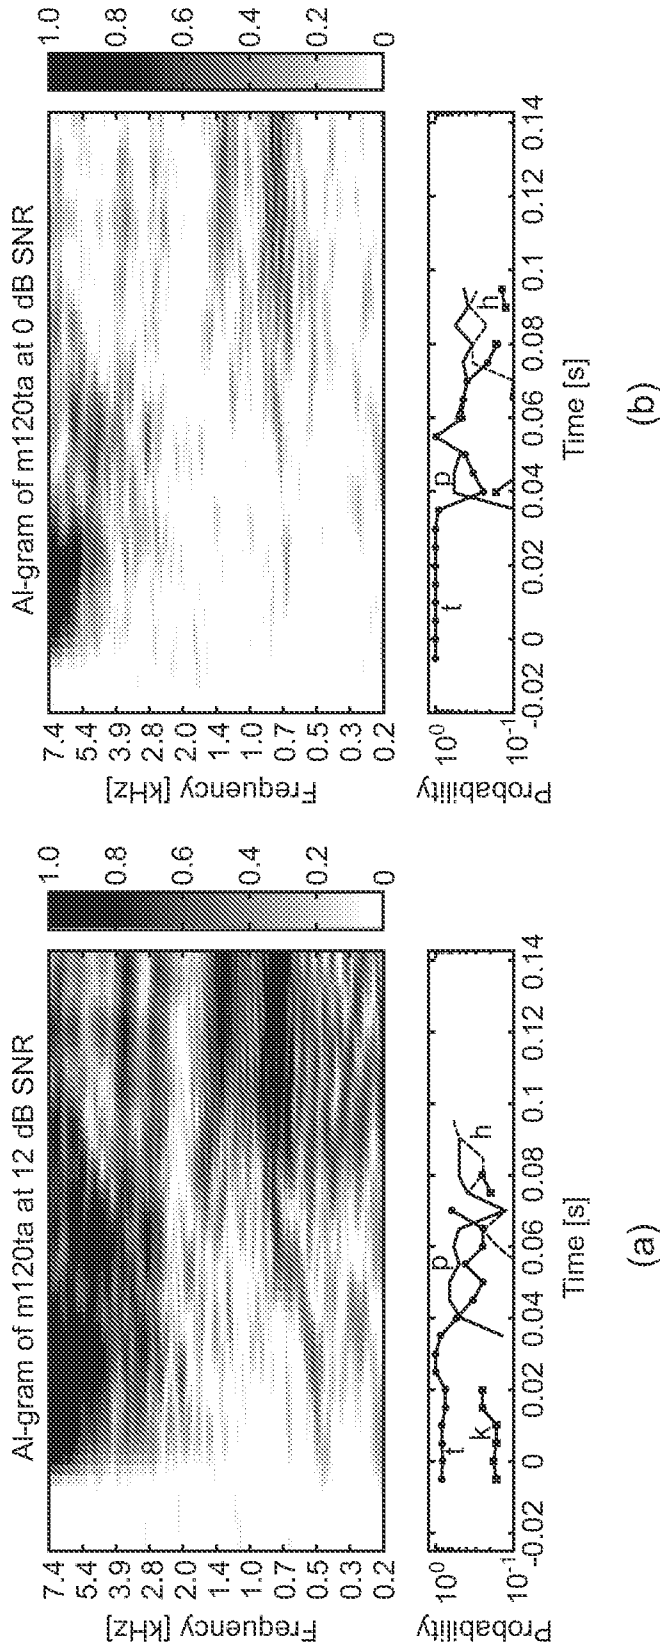 AI-gram of m120ta at 12 dB SNR
Frequency [kHz]
7.4
5.4
3.9
2.8
2.0
1.4
1.0
0.7
0.5
0.3
0.2
1.0
0.8
0.6
0.4
0.2
0
Probability
10^0
10^-1
t
k
p
h
-0.02 0 0.02 0.04 0.06 0.08 0.1 0.12 0.14
Time [s]
(a)
AI-gram of m120ta at 0 dB SNR
Frequency [kHz]
7.4
5.4
3.9
2.8
2.0
1.4
1.0
0.7
0.5
0.3
0.2
1.0
0.8
0.6
0.4
0.2
0
Probability
10^0
10^-1
t
p
h
-0.02 0 0.02 0.04 0.06 0.08 0.1 0.12 0.14
Time [s]
(b)